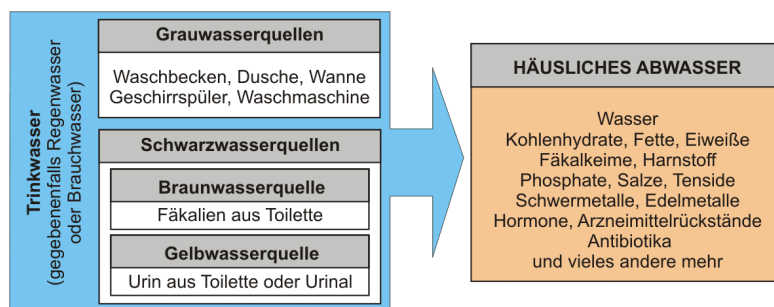 Trinkwasser
(gegebenenfalls Regenwasser
oder Brauchwasser)
Grauwasserquellen
Waschbecken, Dusche, Wanne
Geschirrspüler, Waschmaschine
Schwarzwasserquellen
Braunwasserquelle
Fäkalien aus Toilette
Gelbwasserquelle
Urin aus Toilette oder Urinal
HÄUSLICHES ABWASSER
Wasser
Kohlenhydrate, Fette, Eiweiße
Fäkalkeime, Harnstoff
Phosphate, Salze, Tenside
Schwermetalle, Edelmetalle
Hormone, Arzneimittelrückstände
Antibiotika
und vieles andere mehr